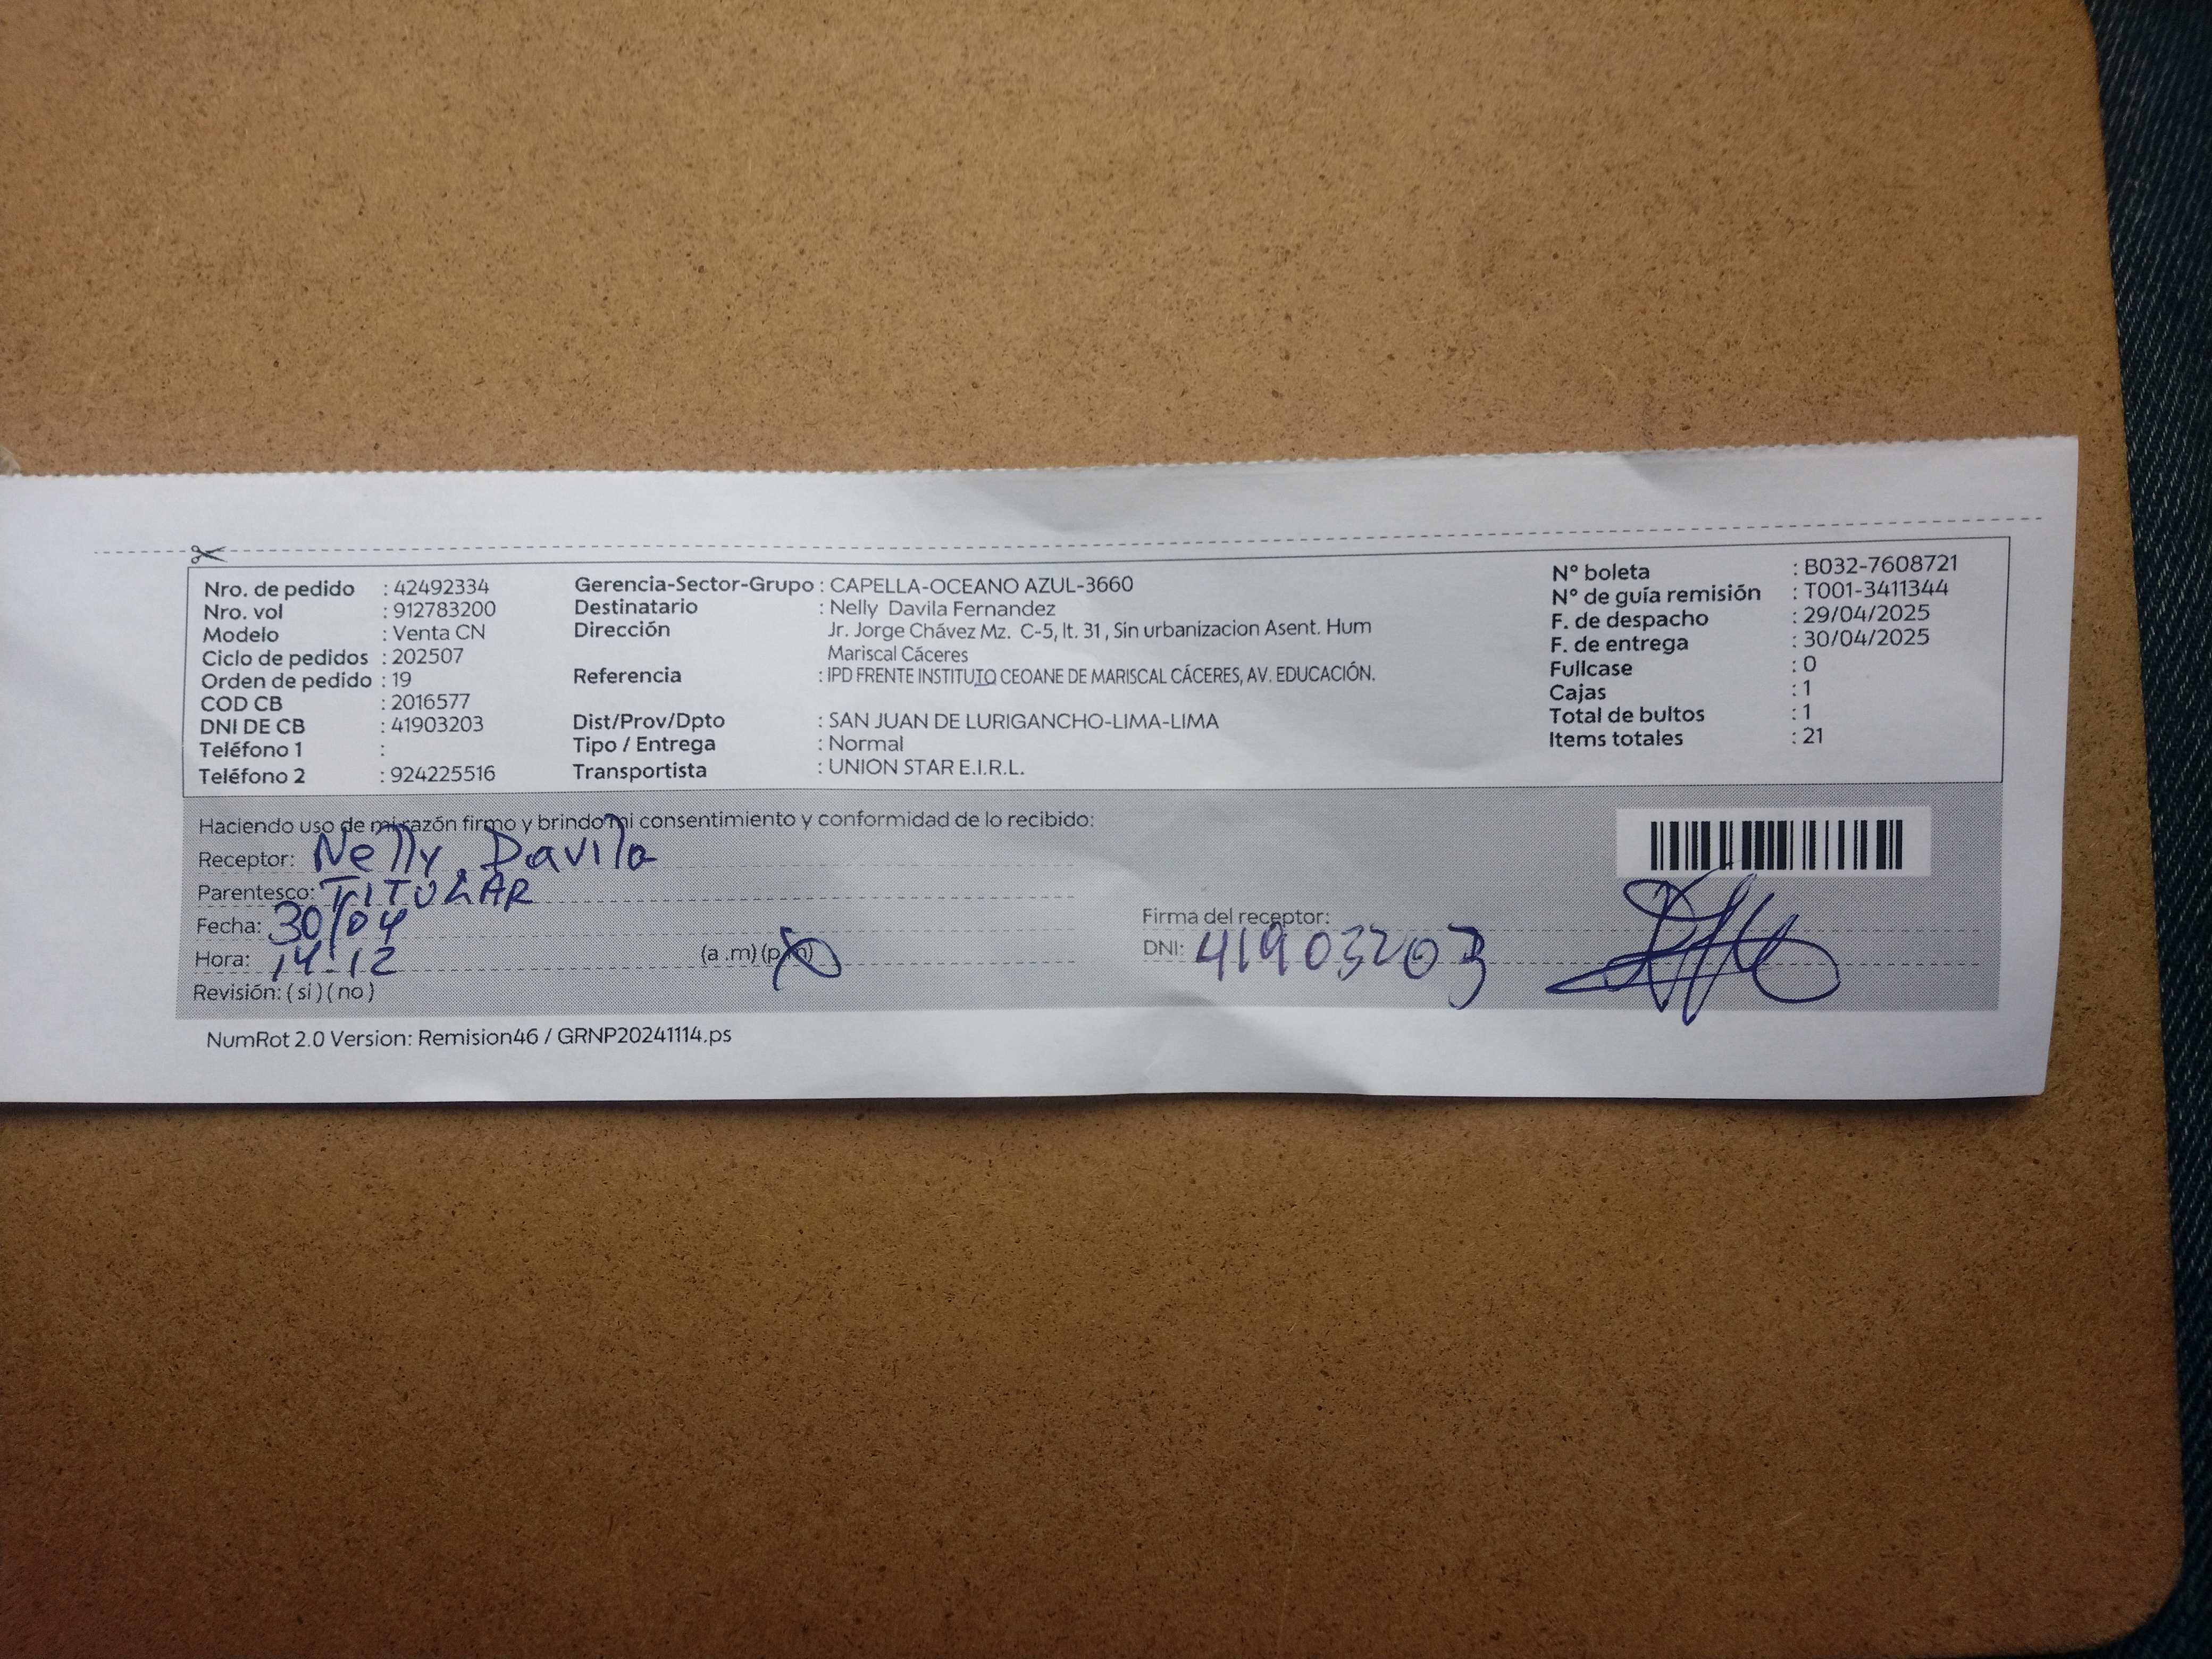 Nro. de pedido : 42492334
Nro. vol : 912783200
Modelo : Venta CN
Ciclo de pedidos : 202507
Orden de pedido : 19
COD CB : 2016577
DNI DE CB : 41903203
Teléfono 1 :
Teléfono 2 : 924225516
Gerencia-Sector-Grupo : CAPELLA-OCEANO AZUL-3660
Destinatario : Nelly Davila Fernandez
Dirección Jr. Jorge Chávez Mz. C-5, lt. 31 , Sin urbanizacion Asent. Hum
Mariscal Cáceres
Referencia : IPD FRENTE INSTITUTO CEOANE DE MARISCAL CÁCERES, AV. EDUCACIÓN.
Dist/Prov/Dpto : SAN JUAN DE LURIGANCHO-LIMA-LIMA
Tipo / Entrega : Normal
Transportista : UNION STAR E.I.R.L.
N° boleta : B032-7608721
N° de guía remisión : T001-3411344
F. de despacho : 29/04/2025
F. de entrega : 30/04/2025
Fullcase : 0
Cajas : 1
Total de bultos : 1
Items totales : 21
Haciendo uso de mi razón firmo y brindo mi consentimiento y conformidad de lo recibido:
Receptor: Nelly Davila
Parentesco: TITULAR
Fecha: 30/04
Hora: 14:12 (a .m) (p.m)
Revisión: ( si ) ( no )
Firma del receptor:
DNI: 41903203
NumRot 2.0 Version: Remision46 / GRNP20241114.ps